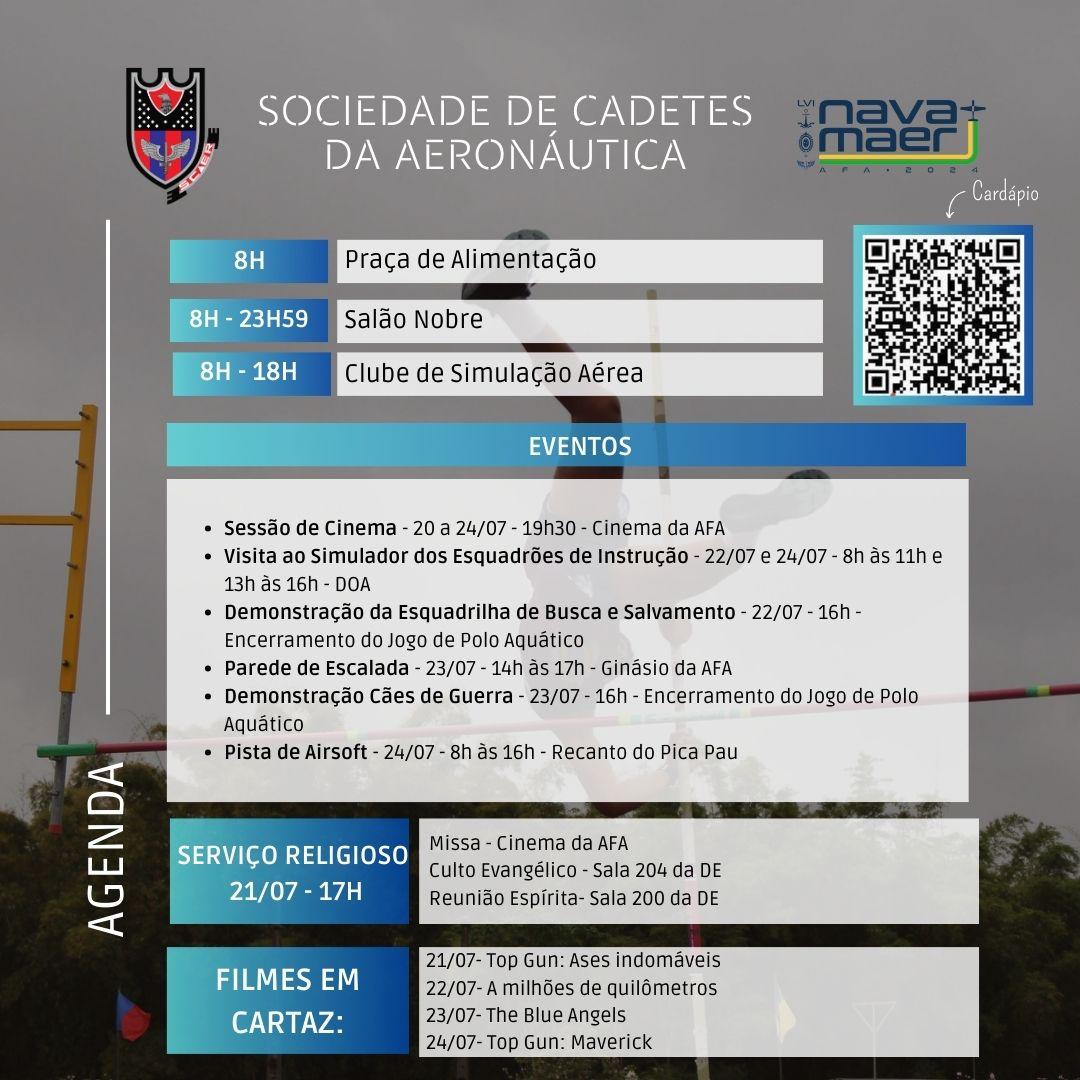 SOCIEDADE DE CADETES
DA AERONÁUTICA
SCAER
LVI
nava
maer
AFA • 2024
Cardápio
8H
Praça de Alimentação
8H - 23H59
Salão Nobre
8H - 18H
Clube de Simulação Aérea
EVENTOS
• Sessão de Cinema - 20 a 24/07 - 19h30 - Cinema da AFA
• Visita ao Simulador dos Esquadrões de Instrução - 22/07 e 24/07 - 8h às 11h e
13h às 16h - DOA
• Demonstração da Esquadrilha de Busca e Salvamento - 22/07 - 16h -
Encerramento do Jogo de Polo Aquático
• Parede de Escalada - 23/07 - 14h às 17h - Ginásio da AFA
• Demonstração Cães de Guerra - 23/07 - 16h - Encerramento do Jogo de Polo
Aquático
• Pista de Airsoft - 24/07 - 8h às 16h - Recanto do Pica Pau
AGENDA
SERVIÇO RELIGIOSO
21/07 - 17H
Missa - Cinema da AFA
Culto Evangélico - Sala 204 da DE
Reunião Espírita- Sala 200 da DE
FILMES EM
CARTAZ:
21/07- Top Gun: Ases indomáveis
22/07- A milhões de quilômetros
23/07- The Blue Angels
24/07- Top Gun: Maverick